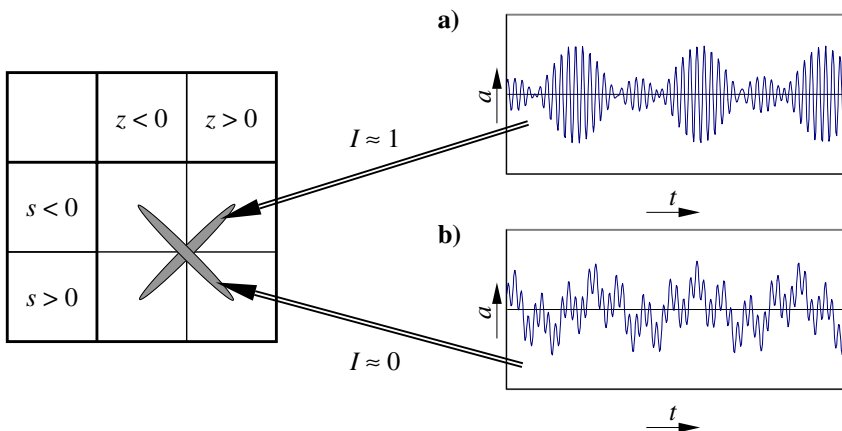 a)
a
t
z < 0
z > 0
I ≈ 1
s < 0
s > 0
b)
a
t
I ≈ 0